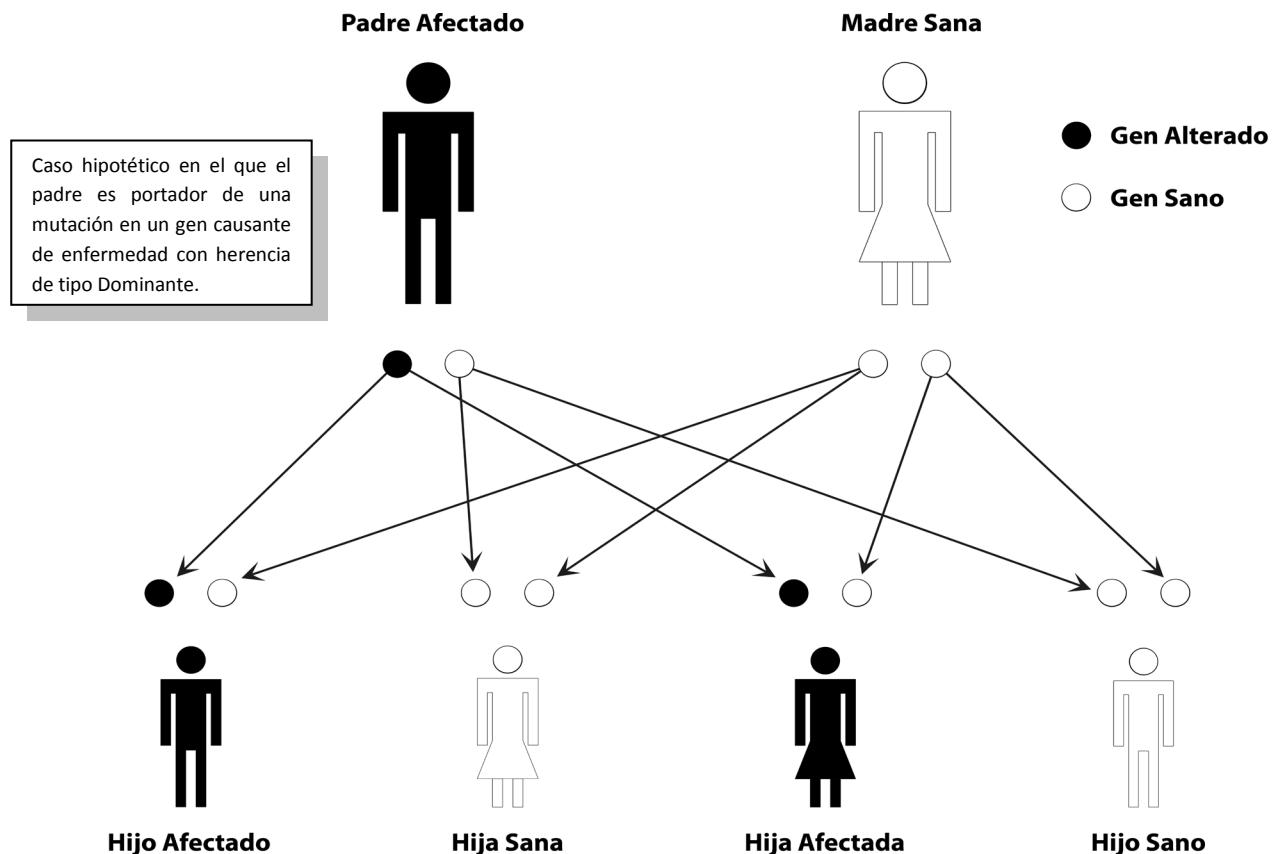 Padre Afectado
Madre Sana
Gen Alterado
Gen Sano
Caso hipotético en el que el
padre es portador de una
mutación en un gen causante
de enfermedad con herencia
de tipo Dominante.
Hijo Afectado
Hija Sana
Hija Afectada
Hijo Sano